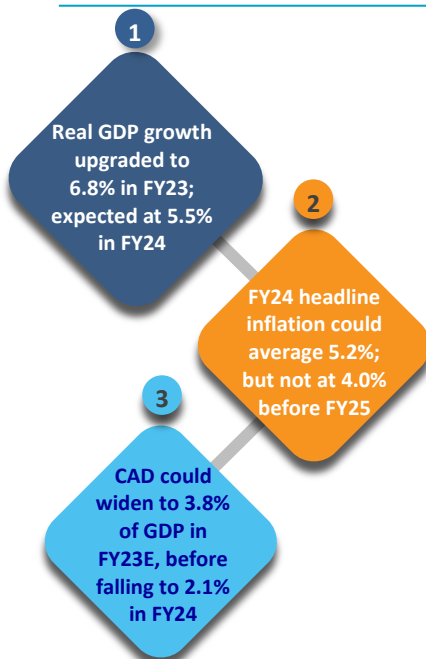 1
Real GDP growth
upgraded to
6.8% in FY23;
expected at 5.5%
in FY24
2
FY24 headline
inflation could
average 5.2%;
but not at 4.0%
before FY25
3
CAD could
widen to 3.8%
of GDP in
FY23E, before
falling to 2.1%
in FY24